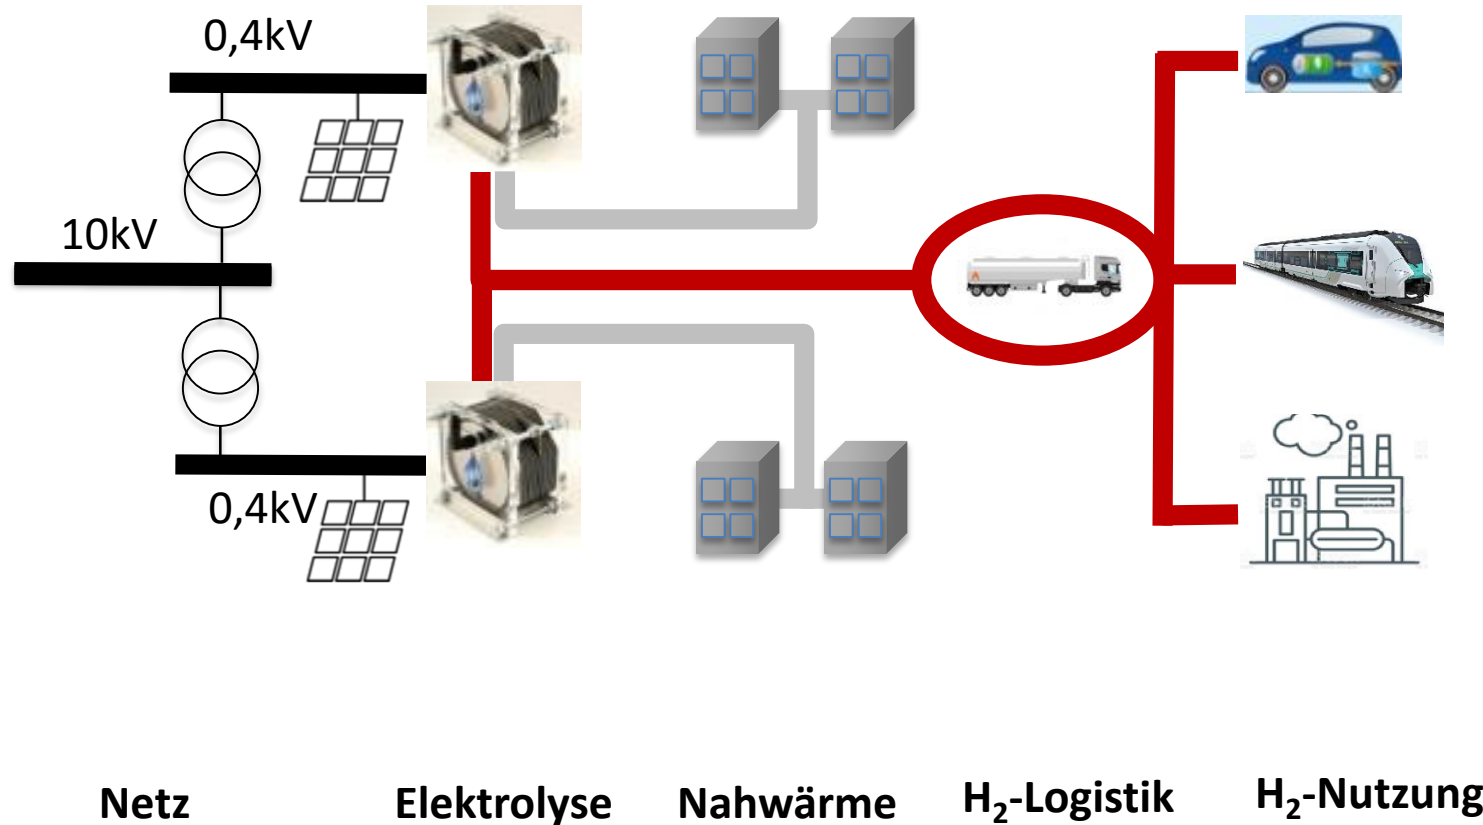 0,4kV
10kV
0,4kV
Netz
Elektrolyse
Nahwärme
H₂-Logistik
H₂-Nutzung